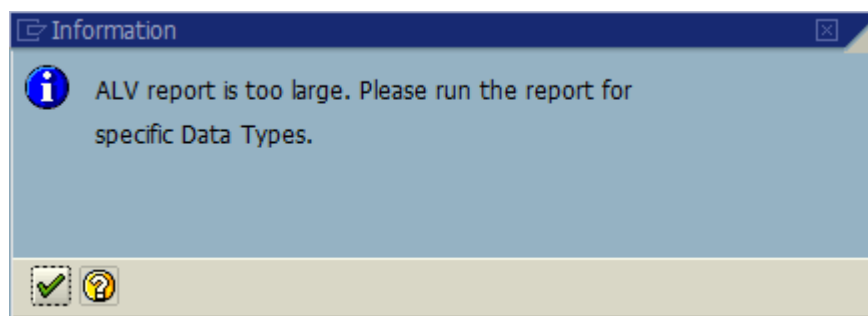 Information
ALV report is too large. Please run the report for
specific Data Types.